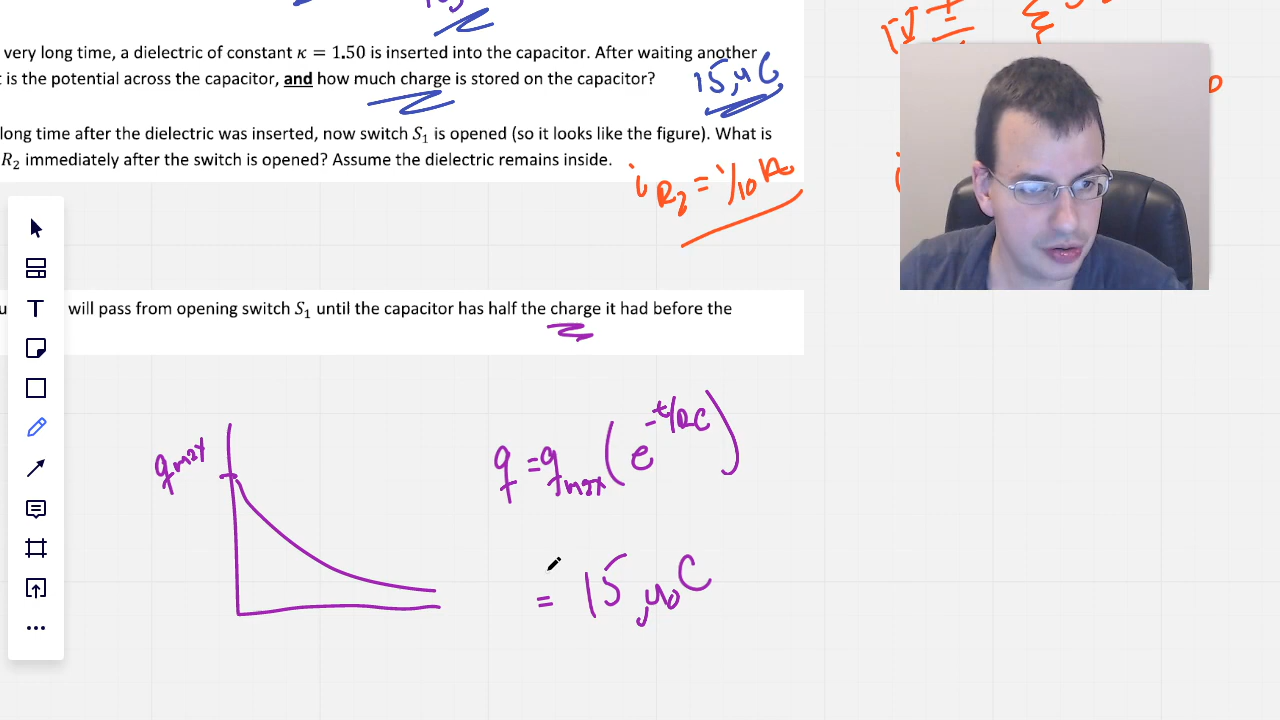 very long time, a dielectric of constant κ = 1.50 is inserted into the capacitor. After waiting another
t is the potential across the capacitor, and how much charge is stored on the capacitor?
15 μC
long time after the dielectric was inserted, now switch S₁ is opened (so it looks like the figure). What is
R₂ immediately after the switch is opened? Assume the dielectric remains inside.
i R₂ = 1/10 A
will pass from opening switch S₁ until the capacitor has half the charge it had before the
T
qmax
q = qmax (e^-t/RC)
= 15 μC